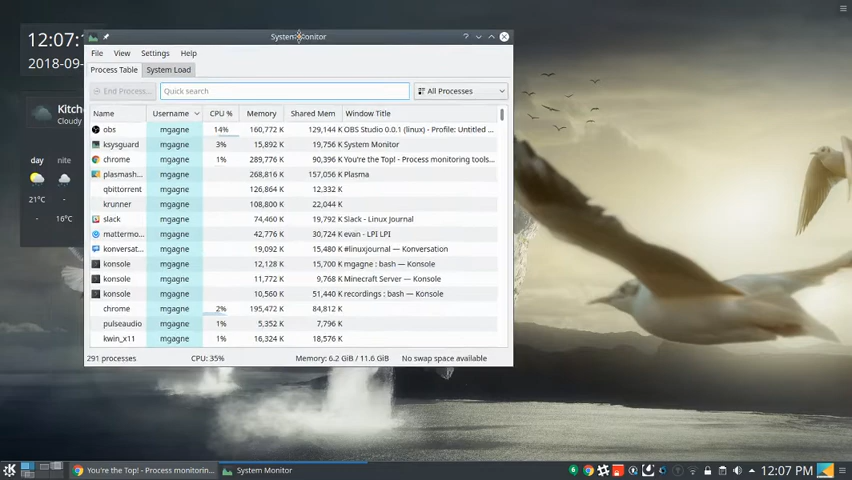 12:07:
2018-09-
Kitch
Cloudy
day nite
21°C -
- 16°C
System Monitor
File View Settings Help
Process Table System Load
End Process... Quick search All Processes
Name Username CPU % Memory Shared Mem Window Title
obs mgagne 14% 160,772 K 129,144 K OBS Studio 0.0.1 (linux) - Profile: Untitled ...
ksysguard mgagne 3% 15,892 K 19,756 K System Monitor
chrome mgagne 1% 289,776 K 90,396 K You're the Top! - Process monitoring tools...
plasmash... mgagne 268,816 K 157,056 K Plasma
qbittorrent mgagne 126,864 K 12,332 K
krunner mgagne 108,800 K 22,044 K
slack mgagne 74,460 K 19,792 K Slack - Linux Journal
mattermo... mgagne 42,776 K 30,724 K evan - LPI LPI
konversat... mgagne 19,092 K 15,480 K #linuxjournal — Konversation
konsole mgagne 12,128 K 15,700 K mgagne : bash — Konsole
konsole mgagne 11,772 K 9,768 K Minecraft Server — Konsole
konsole mgagne 10,560 K 51,440 K recordings : bash — Konsole
chrome mgagne 2% 195,472 K 84,812 K
pulseaudio mgagne 1% 5,352 K 7,796 K
kwin_x11 mgagne 1% 16,324 K 18,576 K
291 processes CPU: 35% Memory: 6.2 GiB / 11.6 GiB No swap space available
You're the Top! - Process monitorin... System Monitor 12:07 PM